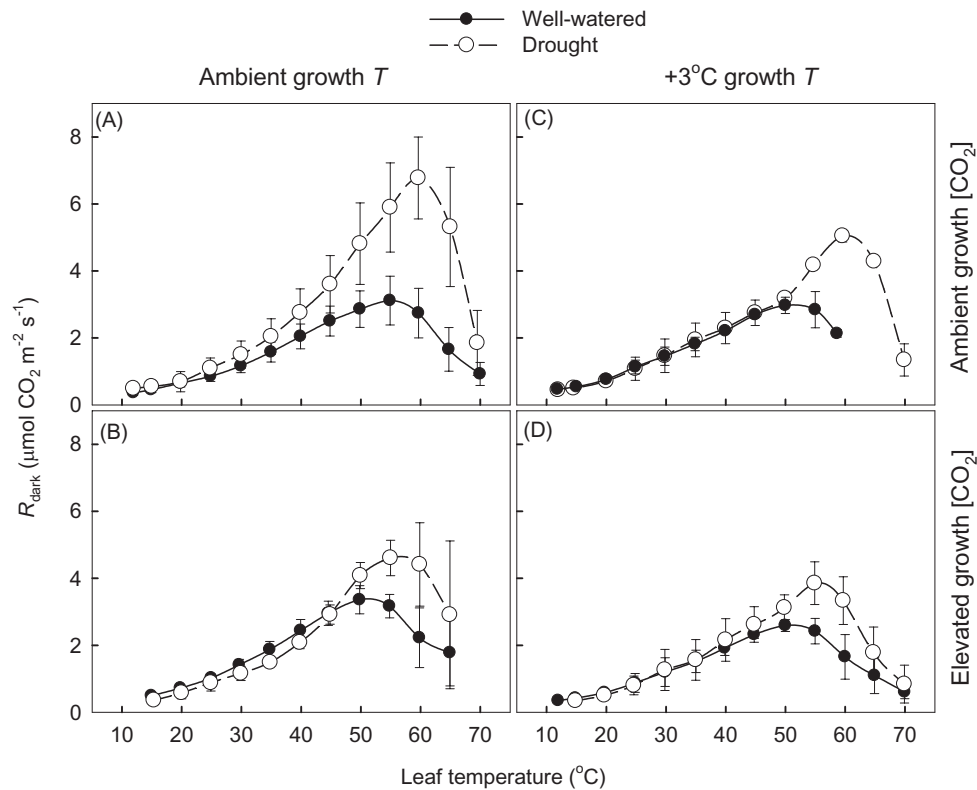 Well-watered
Drought
Ambient growth T
+3°C growth T
(A)
(C)
8
6
4
2
0
Ambient growth [CO₂]
(B)
(D)
8
6
4
2
0
Elevated growth [CO₂]
R_dark (μmol CO₂ m⁻² s⁻¹)
10 20 30 40 50 60 70
10 20 30 40 50 60 70
Leaf temperature (°C)